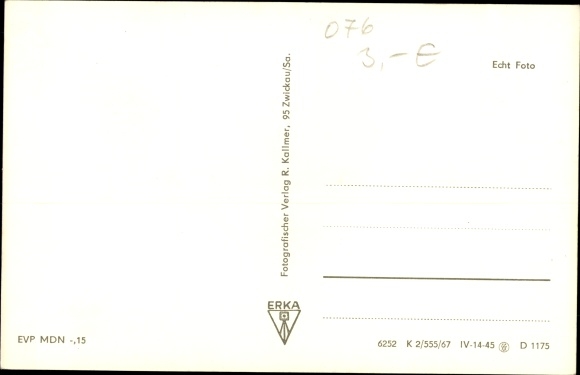 076
3,- €
Echt Foto
Fotografischer Verlag R. Kallmer, 95 Zwickau/Sa.
ERKA
EVP MDN -,15
6252 K 2/555/67 IV-14-45 D 1175